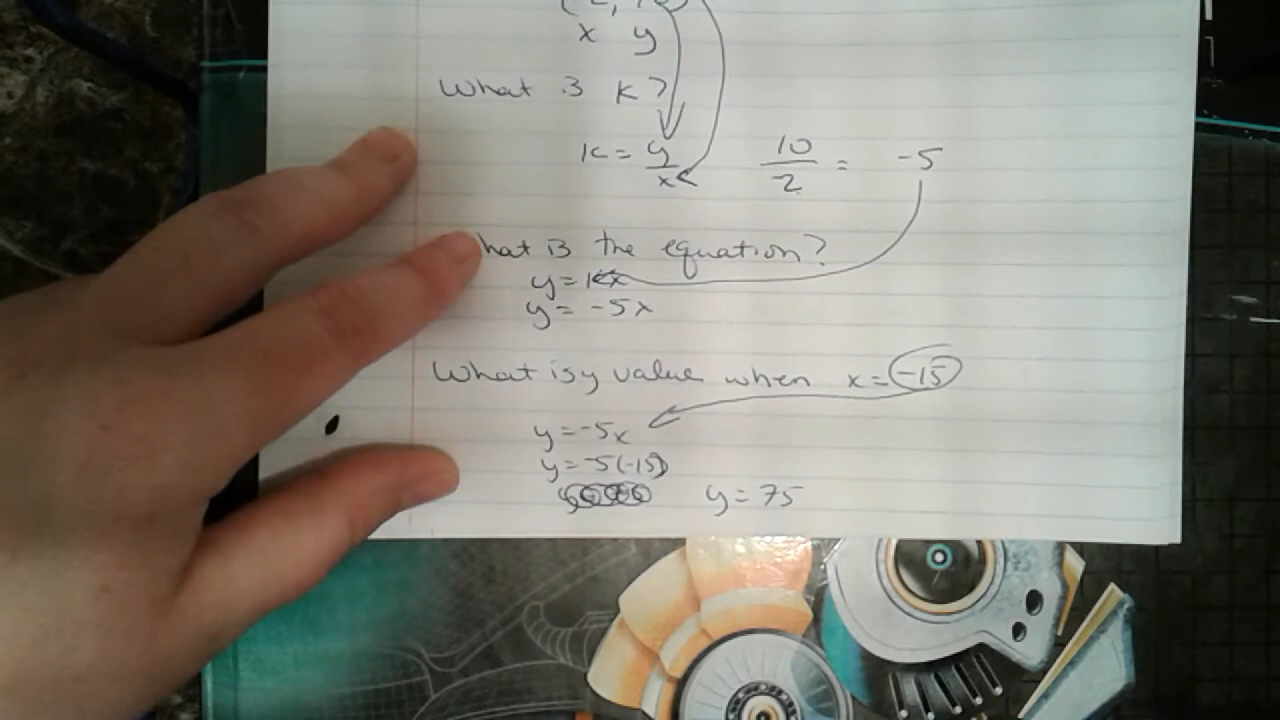 x y
What is k?
k = y/x 10/2 = -5
hat is the equation?
y = kx
y = -5x
What is y value when x = -15
y = -5x
y = -5(-15)
y = 75